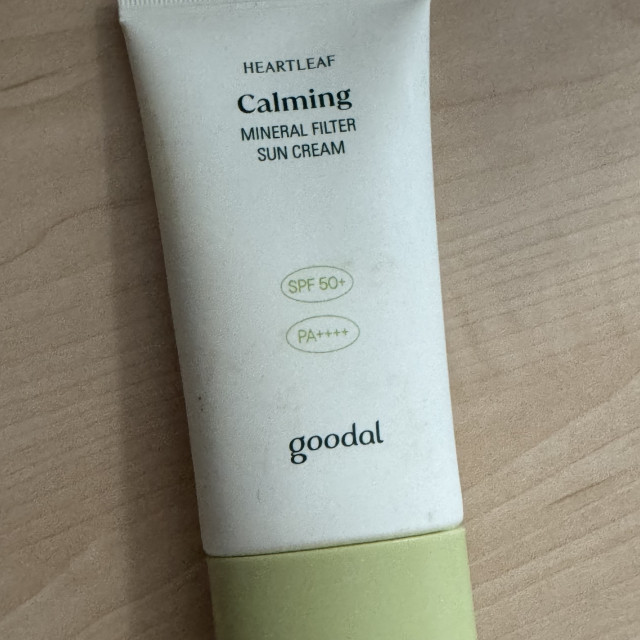 HEARTLEAF
Calming
MINERAL FILTER
SUN CREAM
SPF 50+
PA++++
goodal